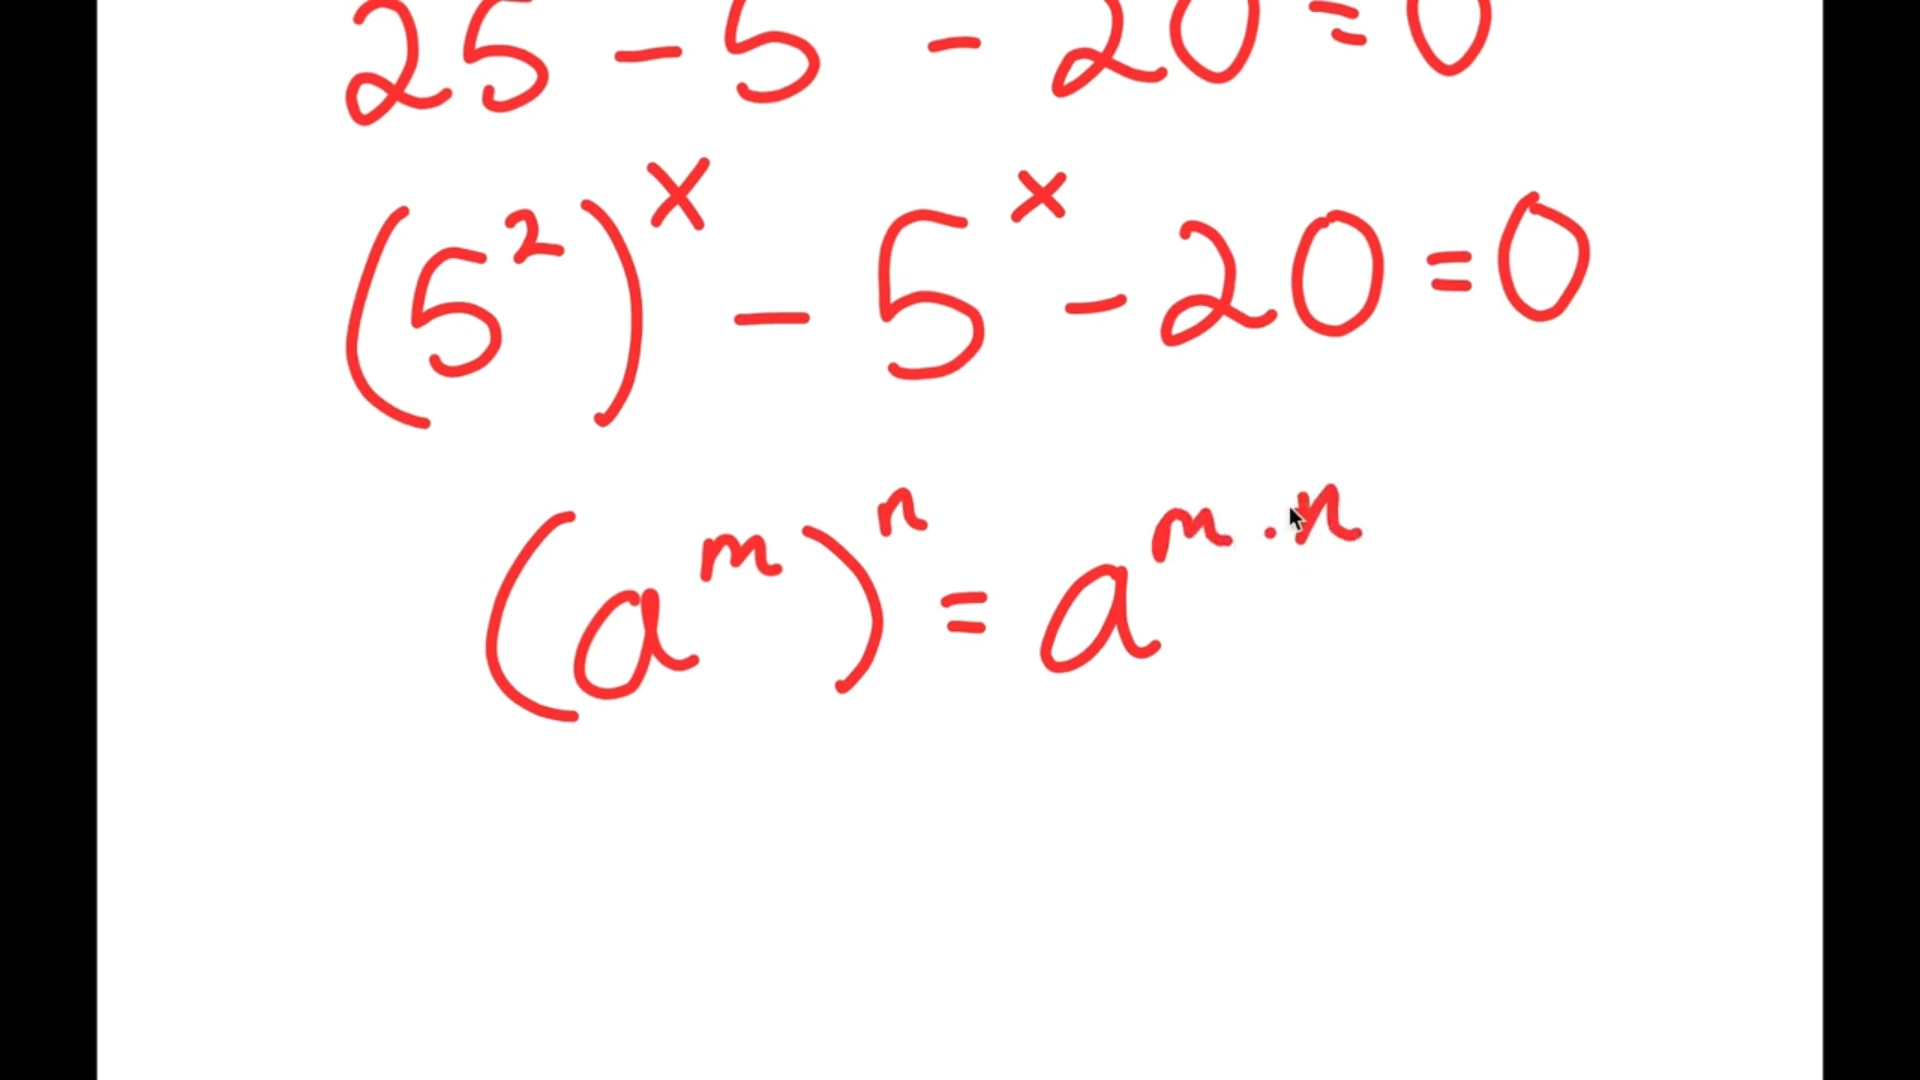 25 - 5 - 20 = 0
(5²)ˣ - 5ˣ - 20 = 0
(aᵐ)ⁿ = aᵐ·ⁿ